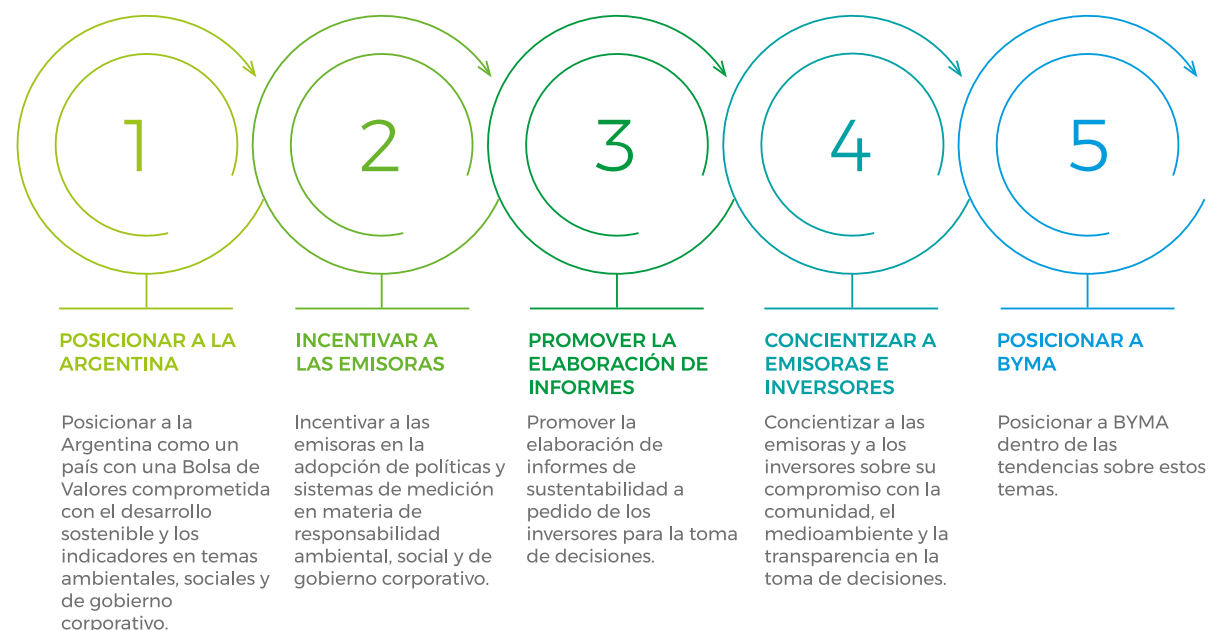 1
POSICIONAR A LA
ARGENTINA
Posicionar a la
Argentina como un
país con una Bolsa de
Valores comprometida
con el desarrollo
sostenible y los
indicadores en temas
ambientales, sociales y
de gobierno
corporativo.
2
INCENTIVAR A
LAS EMISORAS
Incentivar a las
emisoras en la
adopción de políticas y
sistemas de medición
en materia de
responsabilidad
ambiental, social y de
gobierno corporativo.
3
PROMOVER LA
ELABORACIÓN DE
INFORMES
Promover la
elaboración de
informes de
sustentabilidad a
pedido de los
inversores para la toma
de decisiones.
4
CONCIENTIZAR A
EMISORAS E
INVERSORES
Concientizar a las
emisoras y a los
inversores sobre su
compromiso con la
comunidad, el
medioambiente y la
transparencia en la
toma de decisiones.
5
POSICIONAR A
BYMA
Posicionar a BYMA
dentro de las
tendencias sobre estos
temas.